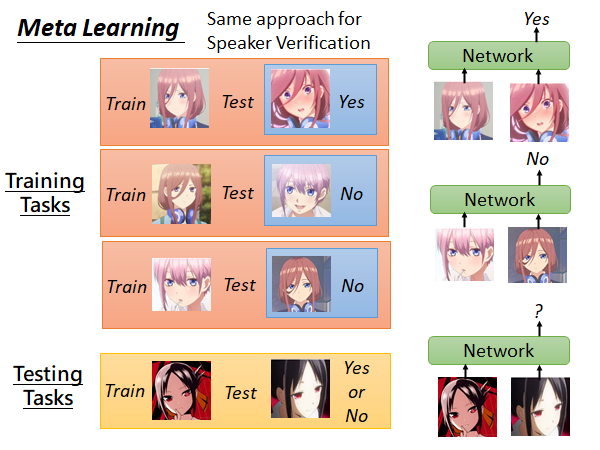 Meta Learning
Same approach for
Speaker Verification
Yes
Network
Train
Test
Yes
No
Training
Tasks
Train
Test
No
Network
Train
Test
No
?
Network
Testing
Tasks
Train
Test
Yes
or
No